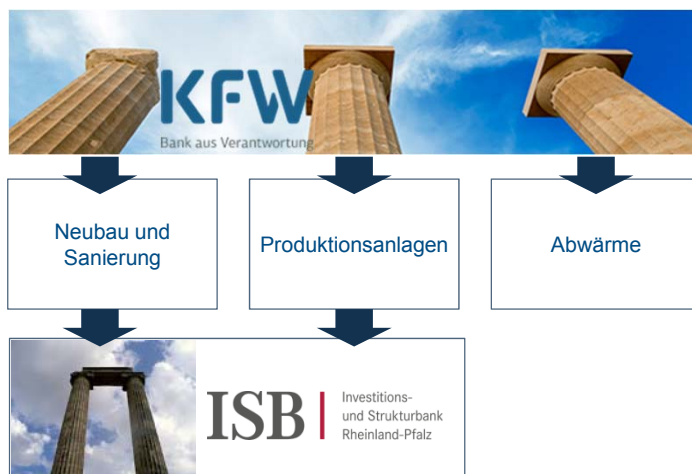 KFW
Bank aus Verantwortung
Neubau und
Sanierung
Produktionsanlagen
Abwärme
ISB
Investitions-
und Strukturbank
Rheinland-Pfalz